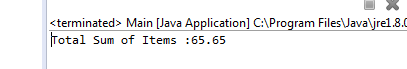 <terminated> Main [Java Application] C:\Program Files\Java\jre1.8.0
Total Sum of Items :65.65